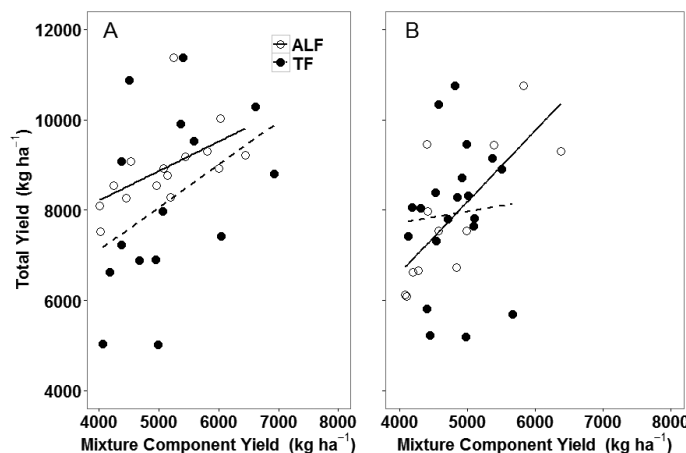 A
B
ALF
TF
12000
10000
8000
6000
4000
Total Yield (kg ha⁻¹)
4000 5000 6000 7000 8000
4000 5000 6000 7000 8000
Mixture Component Yield (kg ha⁻¹)
Mixture Component Yield (kg ha⁻¹)